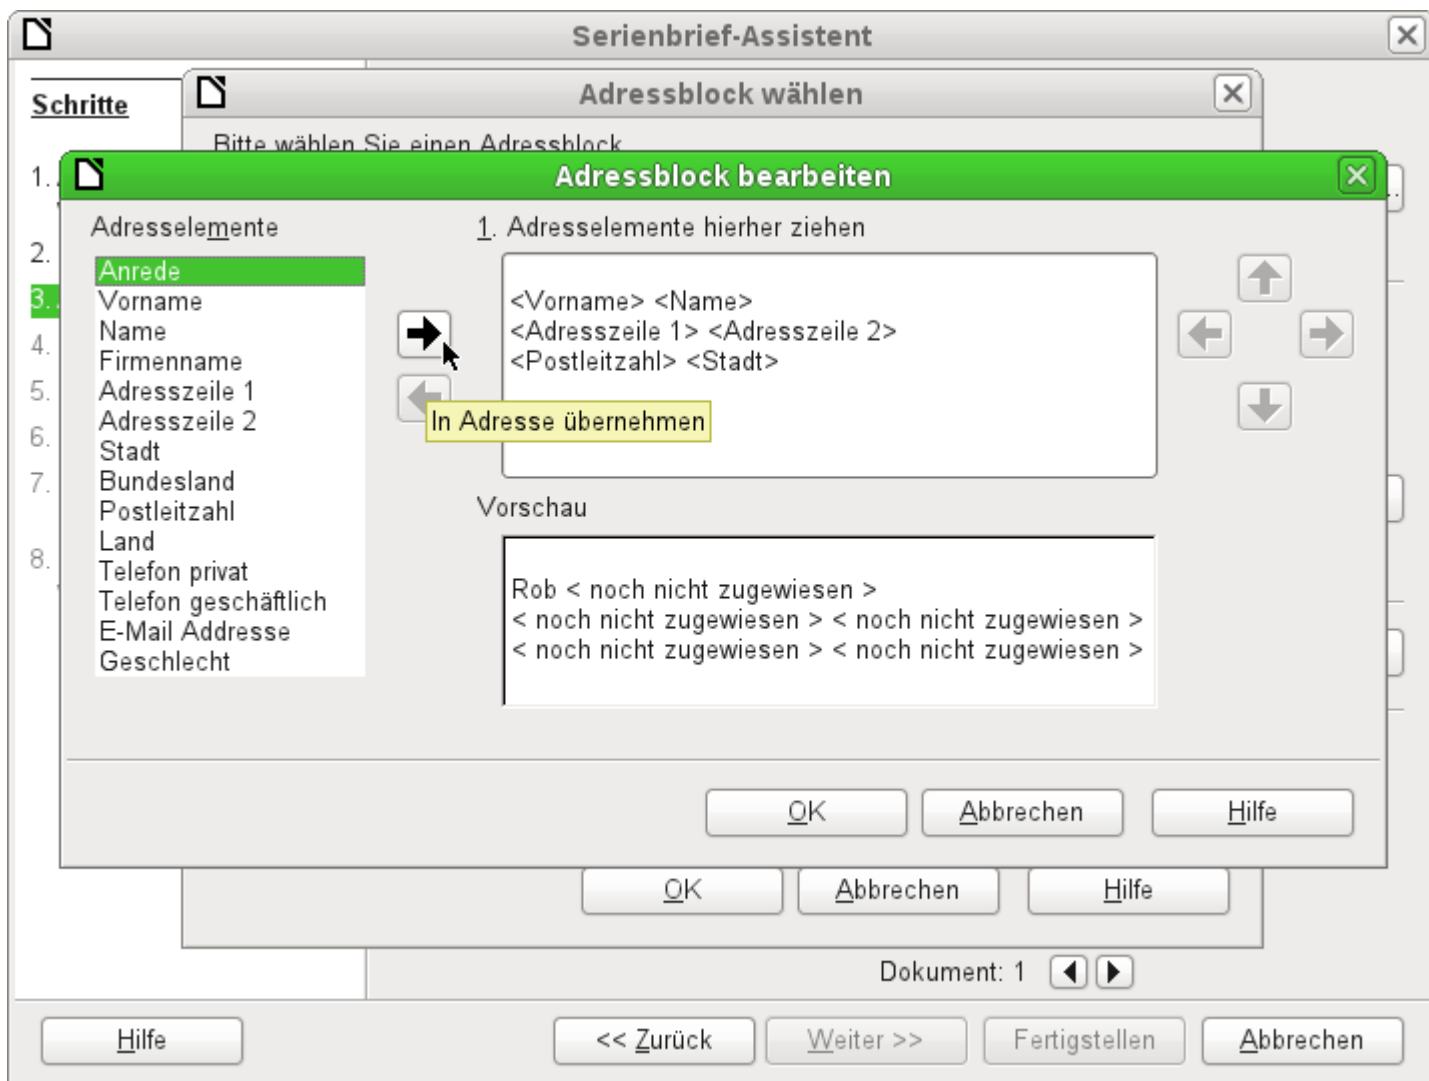 Serienbrief-Assistent
Schritte
Adressblock wählen
Bitte wählen Sie einen Adressblock
Adressblock bearbeiten
1.
2.
3.
4.
5.
6.
7.
8.
Adresselemente
Anrede
Vorname
Name
Firmenname
Adresszeile 1
Adresszeile 2
Stadt
Bundesland
Postleitzahl
Land
Telefon privat
Telefon geschäftlich
E-Mail Addresse
Geschlecht
1. Adresselemente hierher ziehen
<Vorname> <Name>
<Adresszeile 1> <Adresszeile 2>
<Postleitzahl> <Stadt>
In Adresse übernehmen
Vorschau
Rob < noch nicht zugewiesen >
< noch nicht zugewiesen > < noch nicht zugewiesen >
< noch nicht zugewiesen > < noch nicht zugewiesen >
OK Abbrechen Hilfe
OK Abbrechen Hilfe
Dokument: 1
Hilfe << Zurück Weiter >> Fertigstellen Abbrechen